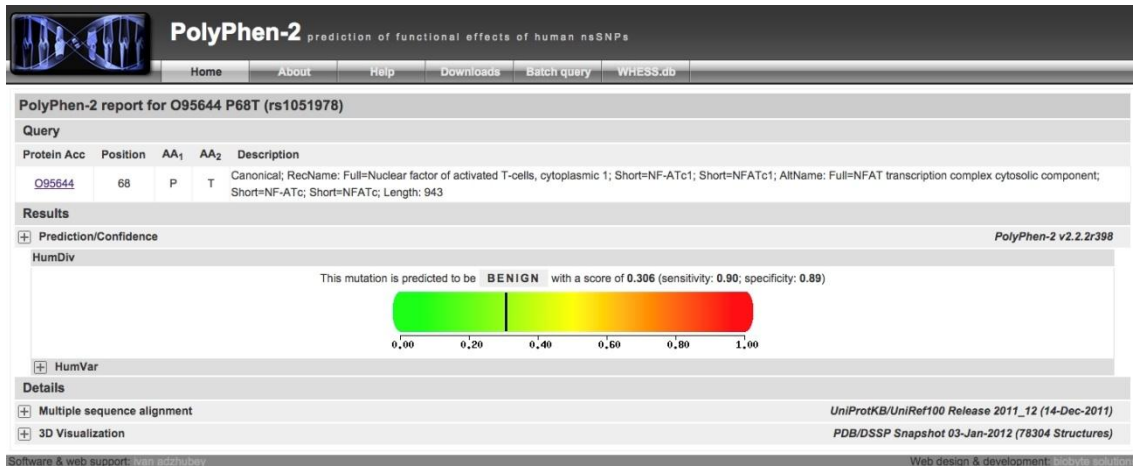 PolyPhen-2 prediction of functional effects of human nsSNPs
Home About Help Downloads Batch query WHESS.db
PolyPhen-2 report for O95644 P68T (rs1051978)
Query
Protein Acc Position AA₁ AA₂ Description
O95644 68 P T Canonical; RecName: Full=Nuclear factor of activated T-cells, cytoplasmic 1; Short=NF-ATc1; Short=NFATc1; AltName: Full=NFAT transcription complex cytosolic component;
Short=NF-ATc; Short=NFATc; Length: 943
Results
Prediction/Confidence PolyPhen-2 v2.2.2r398
HumDiv
This mutation is predicted to be BENIGN with a score of 0.306 (sensitivity: 0.90; specificity: 0.89)
0,00 0,20 0,40 0,60 0,80 1,00
HumVar
Details
Multiple sequence alignment UniProtKB/UniRef100 Release 2011_12 (14-Dec-2011)
3D Visualization PDB/DSSP Snapshot 03-Jan-2012 (78304 Structures)
Software & web support: ivan adzhubey Web design & development: biobyte solution